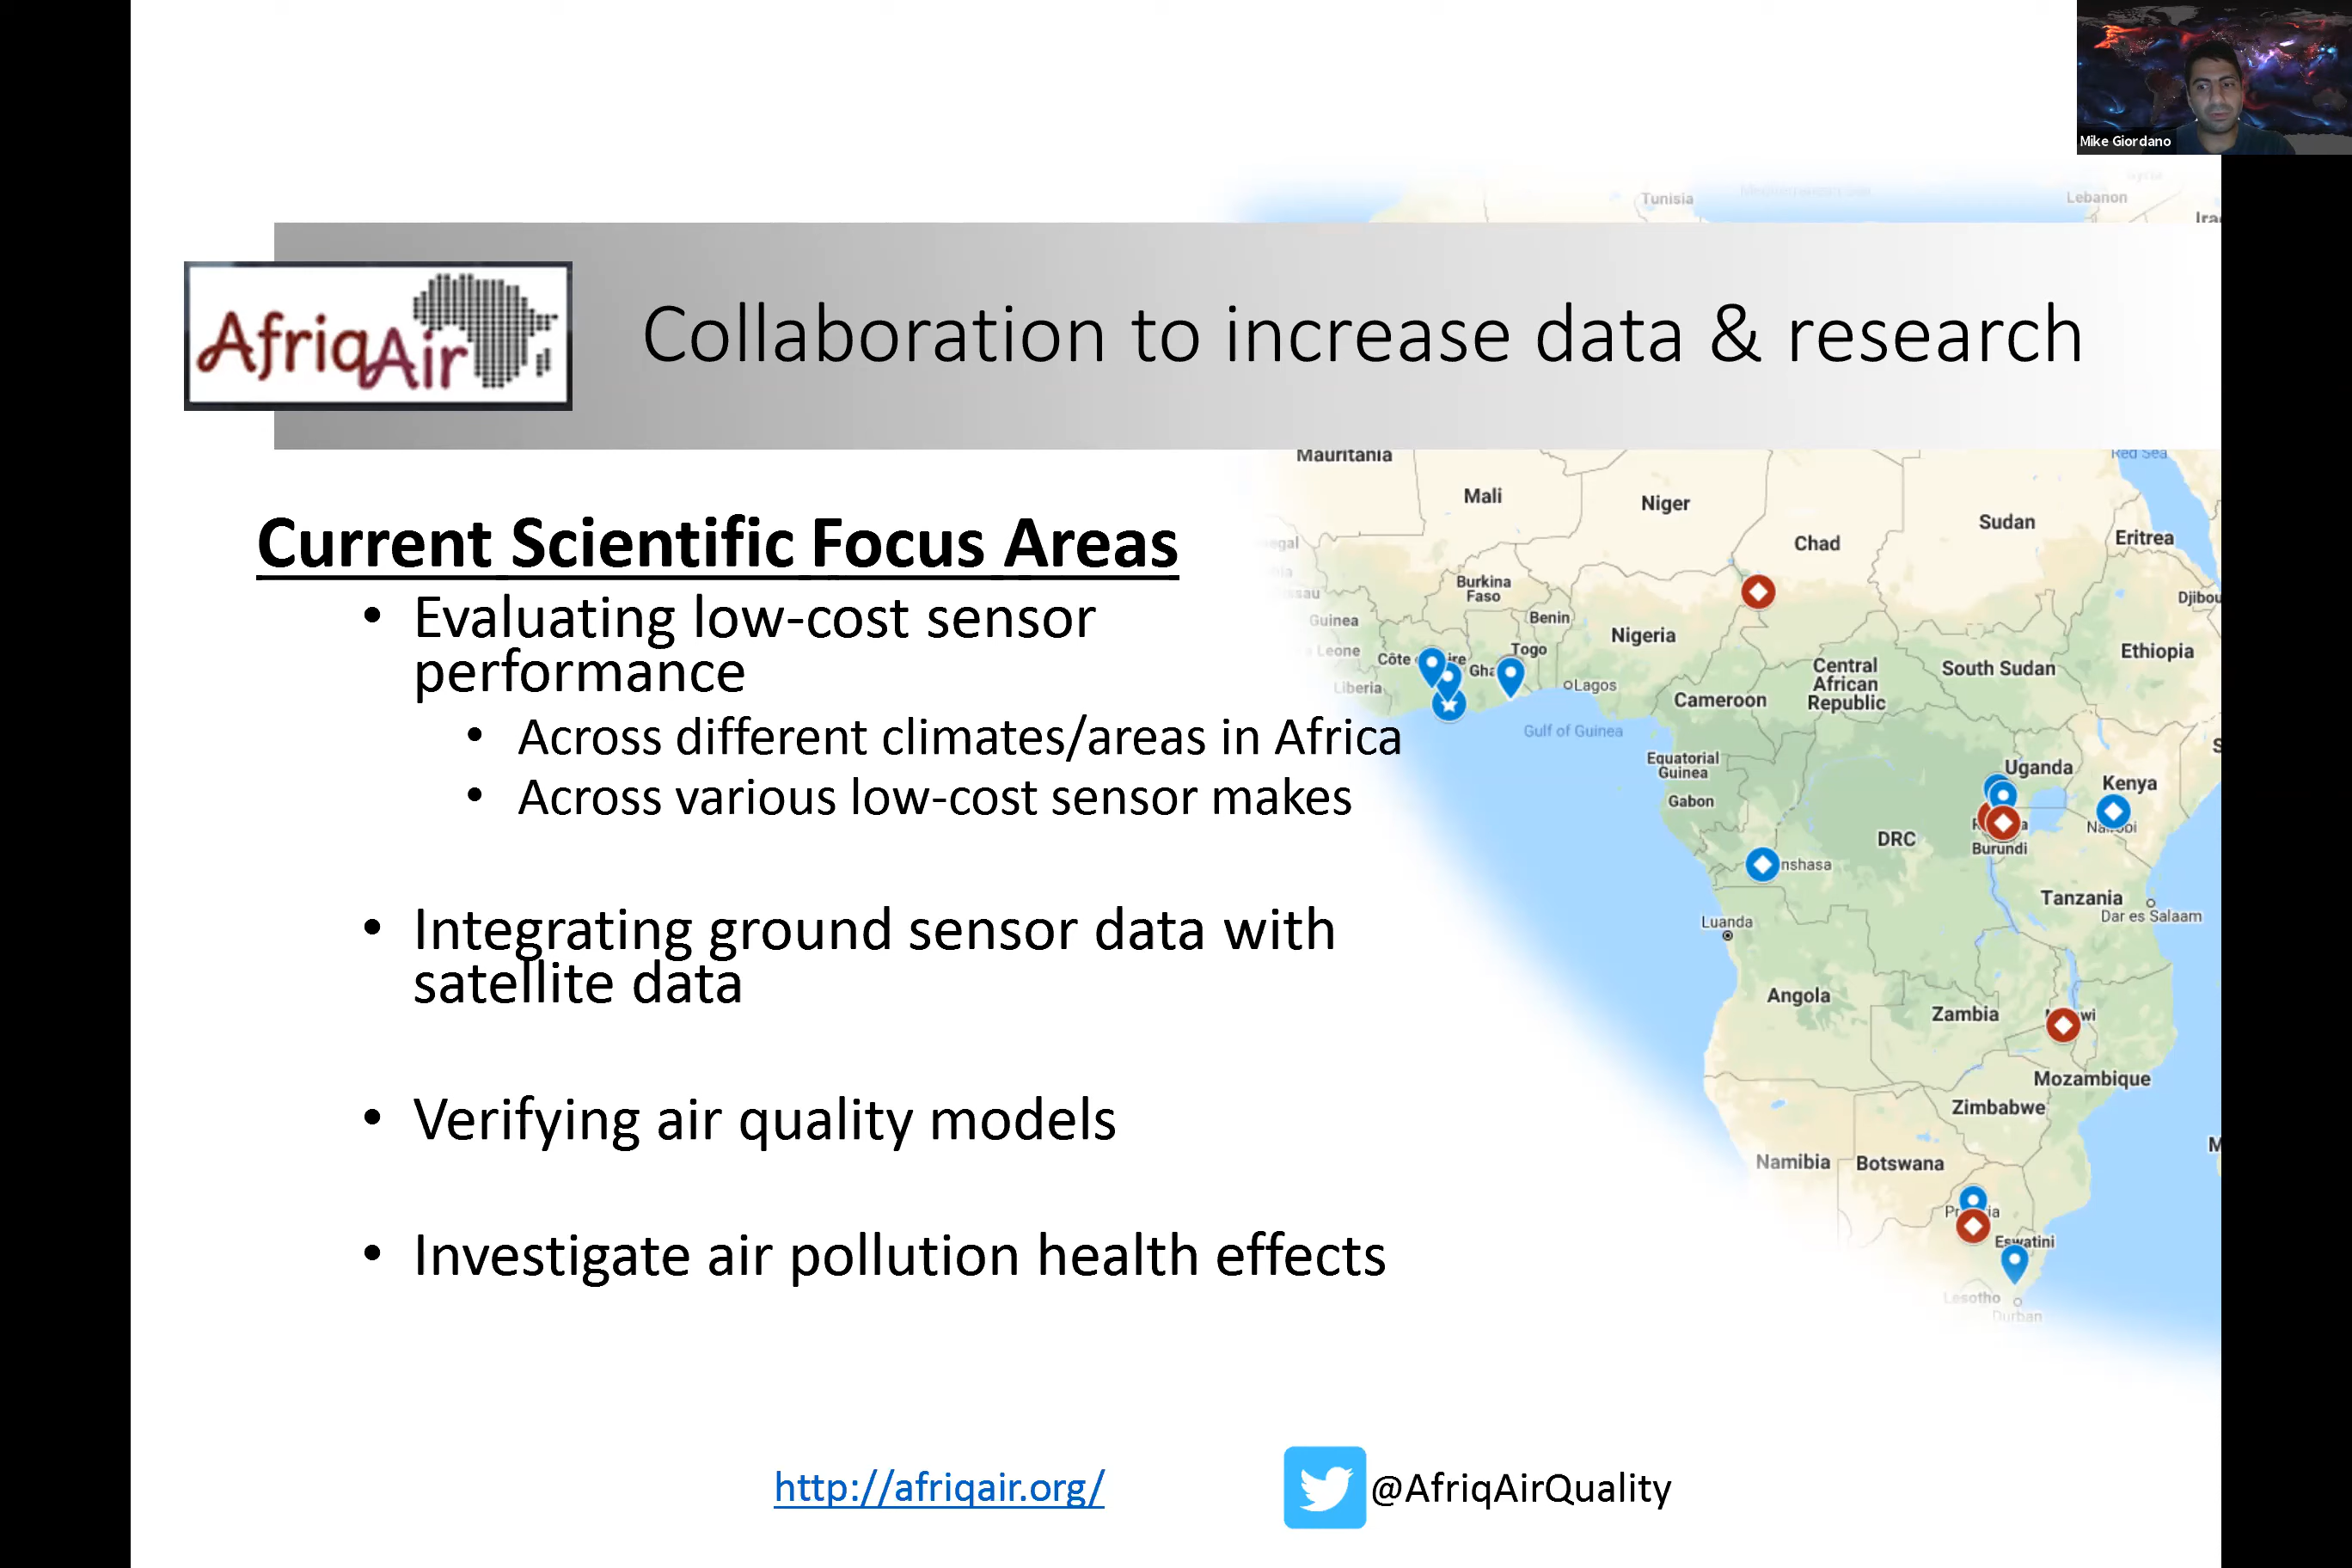 Mike Giordano
Tunisia
Lebanon
AfriqAir
Collaboration to increase data & research
Mauritania
Red Sea
Mali
Niger
Chad
Sudan
Eritrea
Current Scientific Focus Areas
• Evaluating low-cost sensor
performance
• Across different climates/areas in Africa
• Across various low-cost sensor makes
• Integrating ground sensor data with
satellite data
• Verifying air quality models
• Investigate air pollution health effects
Burkina
Faso
Benin
Guinea
Nigeria
Togo
Côte
Liberia
Lagos
Gulf of Guinea
Cameroon
Central
African
Republic
South Sudan
Ethiopia
Equatorial
Guinea
Gabon
Uganda
Kenya
DRC
Burundi
Tanzania
Dar es Salaam
Luanda
Angola
Zambia
Mozambique
Zimbabwe
Namibia
Botswana
Eswatini
Lesotho
Durban
http://afriqair.org/
@AfriqAirQuality